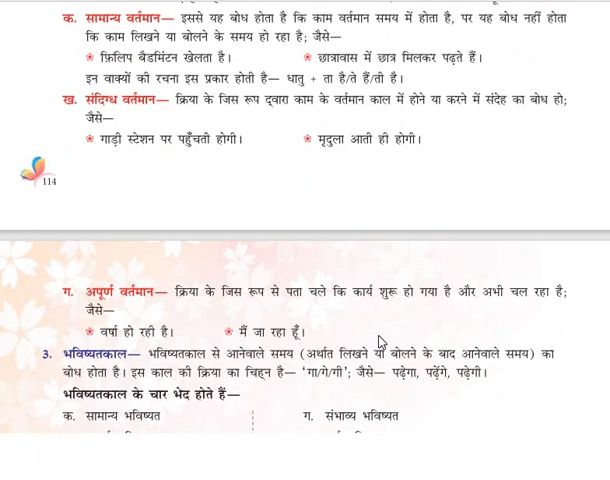 क. सामान्य वर्तमान— इससे यह बोध होता है कि काम वर्तमान समय में होता है, पर यह बोध नहीं होता
कि काम लिखने या बोलने के समय हो रहा है; जैसे—
❀ फ़िलिप बैडमिंटन खेलता है। ❀ छात्रावास में छात्र मिलकर पढ़ते हैं।
इन वाक्यों की रचना इस प्रकार होती है— धातु + ता है/ते हैं/ती है।
ख. संदिग्ध वर्तमान— क्रिया के जिस रूप द्वारा काम के वर्तमान काल में होने या करने में संदेह का बोध हो;
जैसे—
❀ गाड़ी स्टेशन पर पहुँचती होगी। ❀ मृदुला आती ही होगी।
114
ग. अपूर्ण वर्तमान— क्रिया के जिस रूप से पता चले कि कार्य शुरू हो गया है और अभी चल रहा है;
जैसे—
❀ वर्षा हो रही है। ❀ मैं जा रहा हूँ।
3. भविष्यतकाल— भविष्यतकाल से आनेवाले समय (अर्थात लिखने या बोलने के बाद आनेवाले समय) का
बोध होता है। इस काल की क्रिया का चिह्न है— ‘गा/गे/गी’; जैसे— पढ़ेगा, पढ़ेंगे, पढ़ेगी।
भविष्यतकाल के चार भेद होते हैं—
क. सामान्य भविष्यत ग. संभाव्य भविष्यत